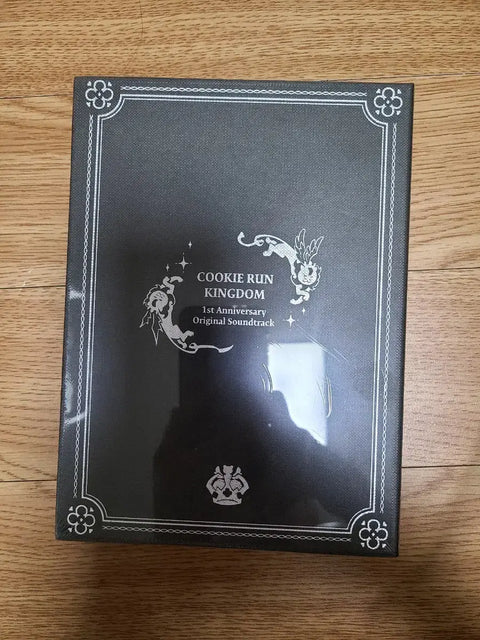 COOKIE RUN
KINGDOM
1st Anniversary
Original Soundtrack